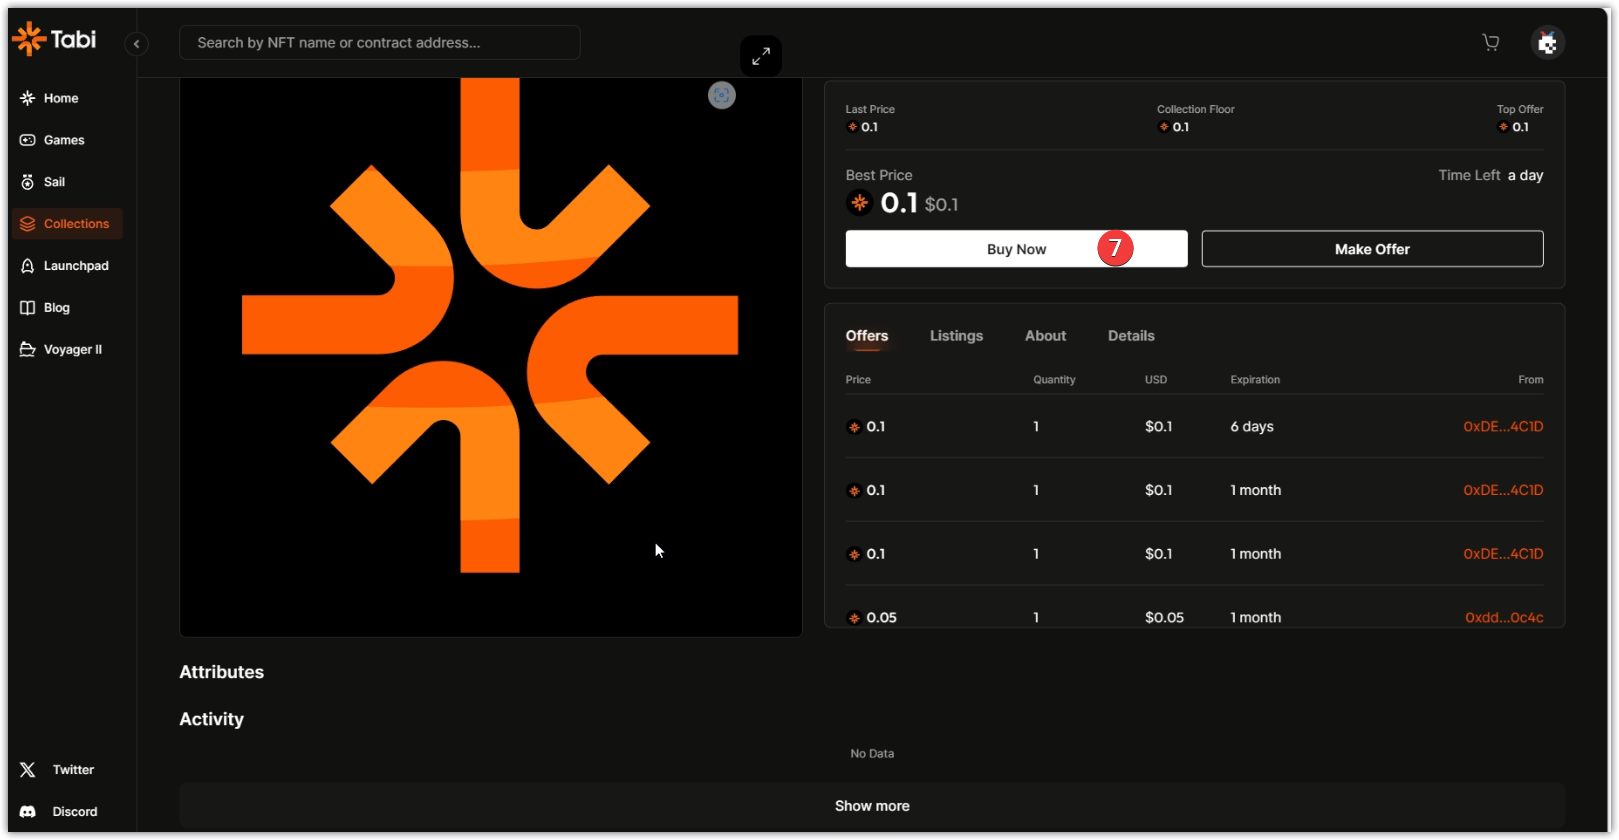 Tabi
Search by NFT name or contract address...
Home
Games
Sail
Collections
Launchpad
Blog
Voyager II
Twitter
Discord
Last Price Collection Floor Top Offer
0.1 0.1 0.1
Best Price Time Left a day
0.1 $0.1
Buy Now 7 Make Offer
Offers Listings About Details
Price Quantity USD Expiration From
0.1 1 $0.1 6 days 0xDE...4C1D
0.1 1 $0.1 1 month 0xDE...4C1D
0.1 1 $0.1 1 month 0xDE...4C1D
0.05 1 $0.05 1 month 0xdd...0c4c
Attributes
Activity
No Data
Show more